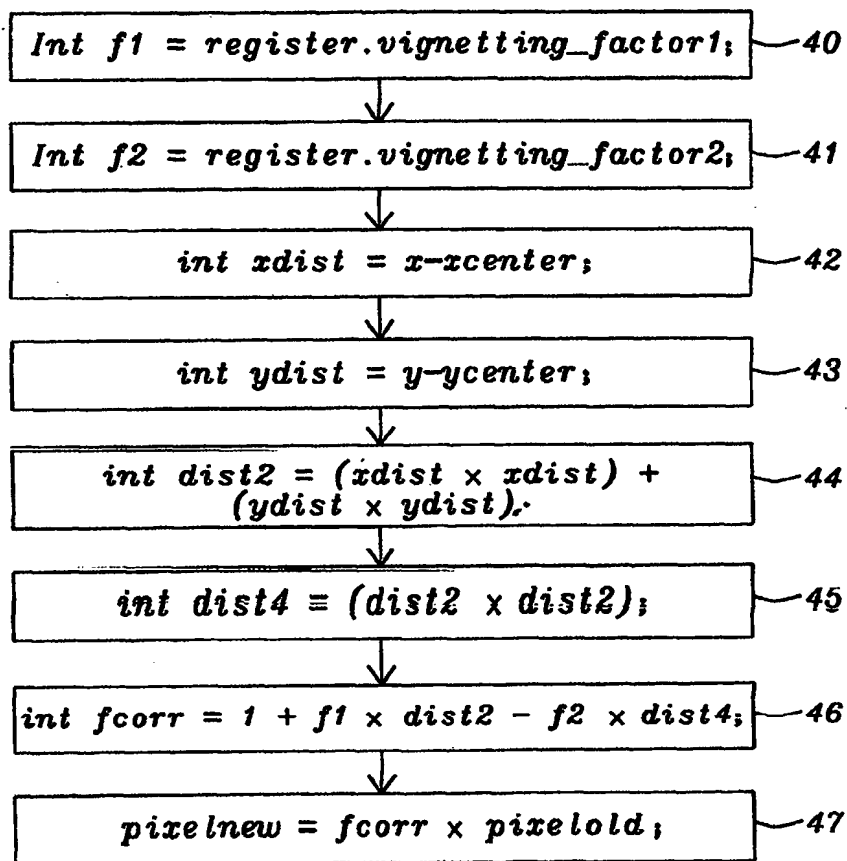 Int f1 = register.vignetting_factor1; 40
Int f2 = register.vignetting_factor2; 41
int xdist = x-xcenter; 42
int ydist = y-ycenter; 43
int dist2 = (xdist × xdist) + 44
(ydist × ydist).
int dist4 ≡ (dist2 × dist2); 45
int fcorr = 1 + f1 × dist2 - f2 × dist4; 46
pixelnew = fcorr × pixelold; 47